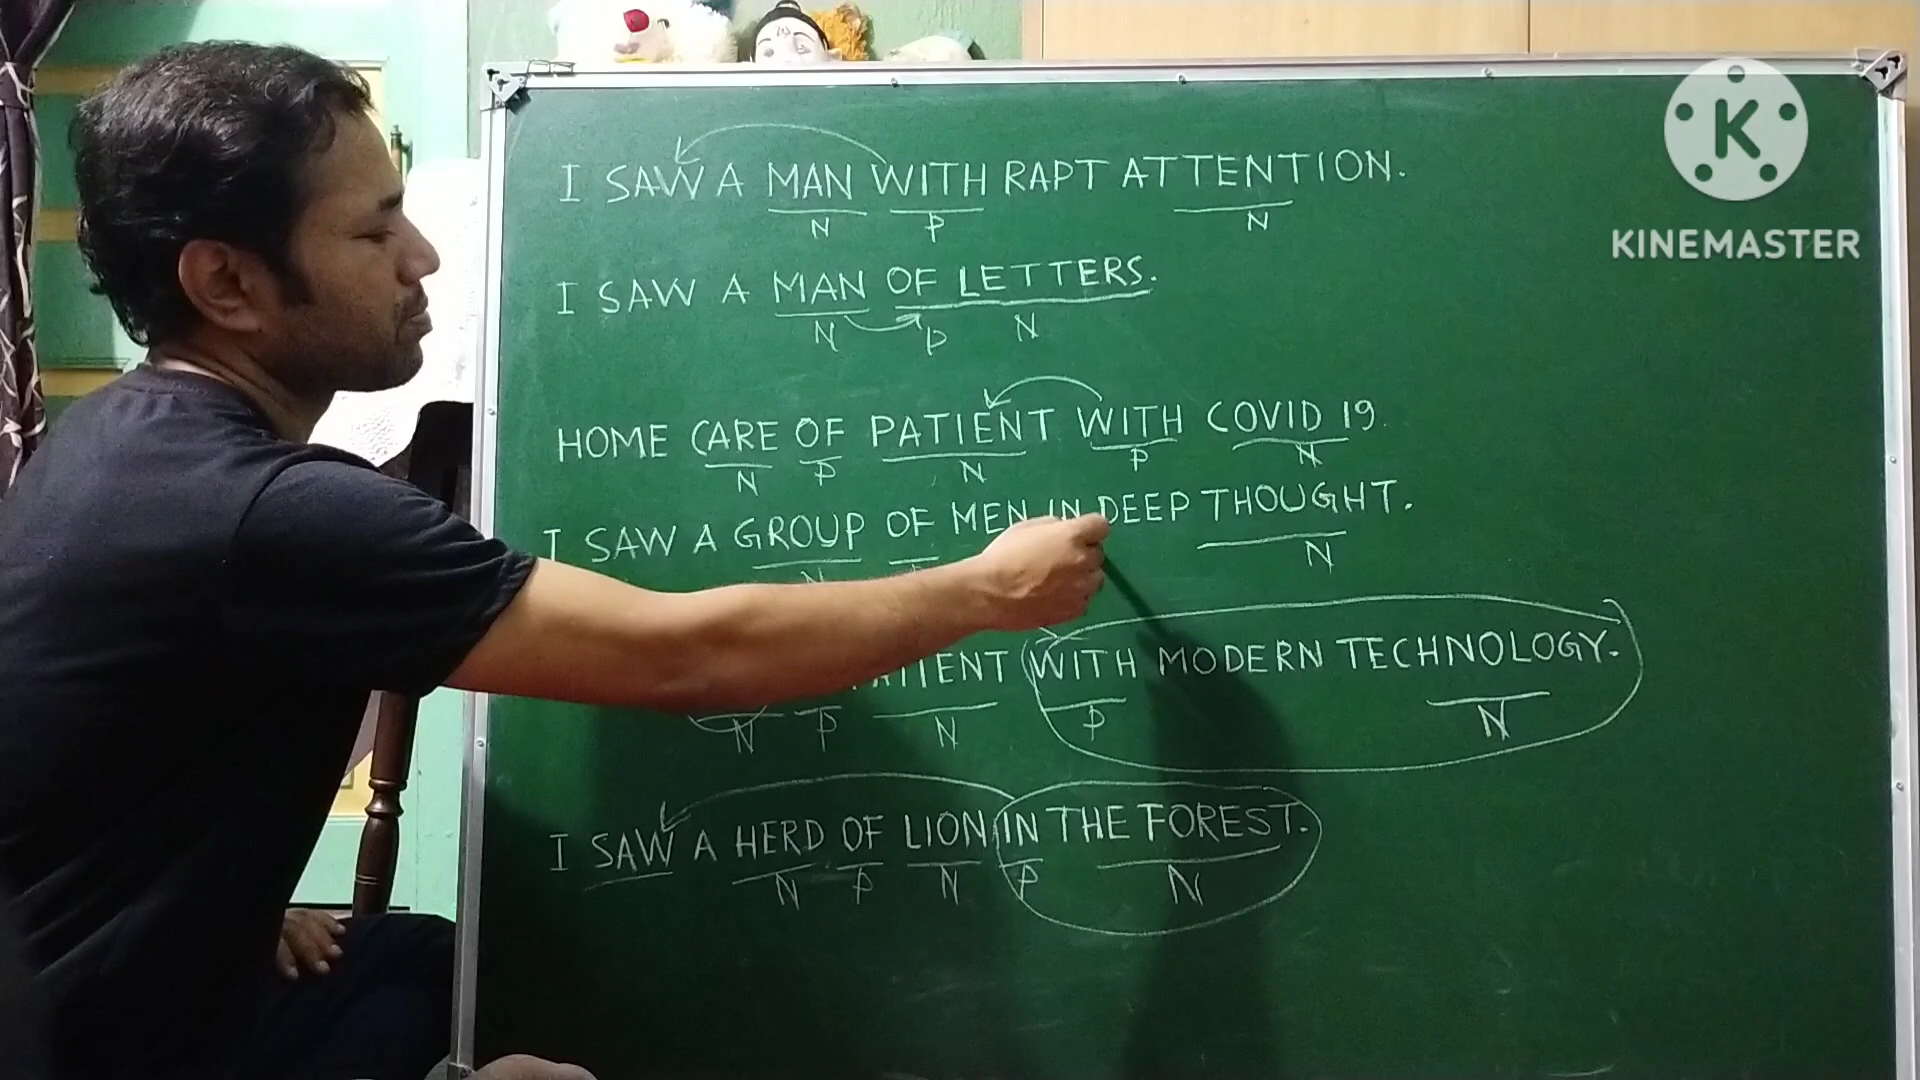 I SAW A MAN WITH RAPT ATTENTION.
N P N
I SAW A MAN OF LETTERS.
N P N
HOME CARE OF PATIENT WITH COVID 19.
N P N P N
I SAW A GROUP OF MEN IN DEEP THOUGHT.
N P N
PATIENT WITH MODERN TECHNOLOGY.
N P N P N
I SAW A HERD OF LION IN THE FOREST.
N P N P N
K
KINEMASTER